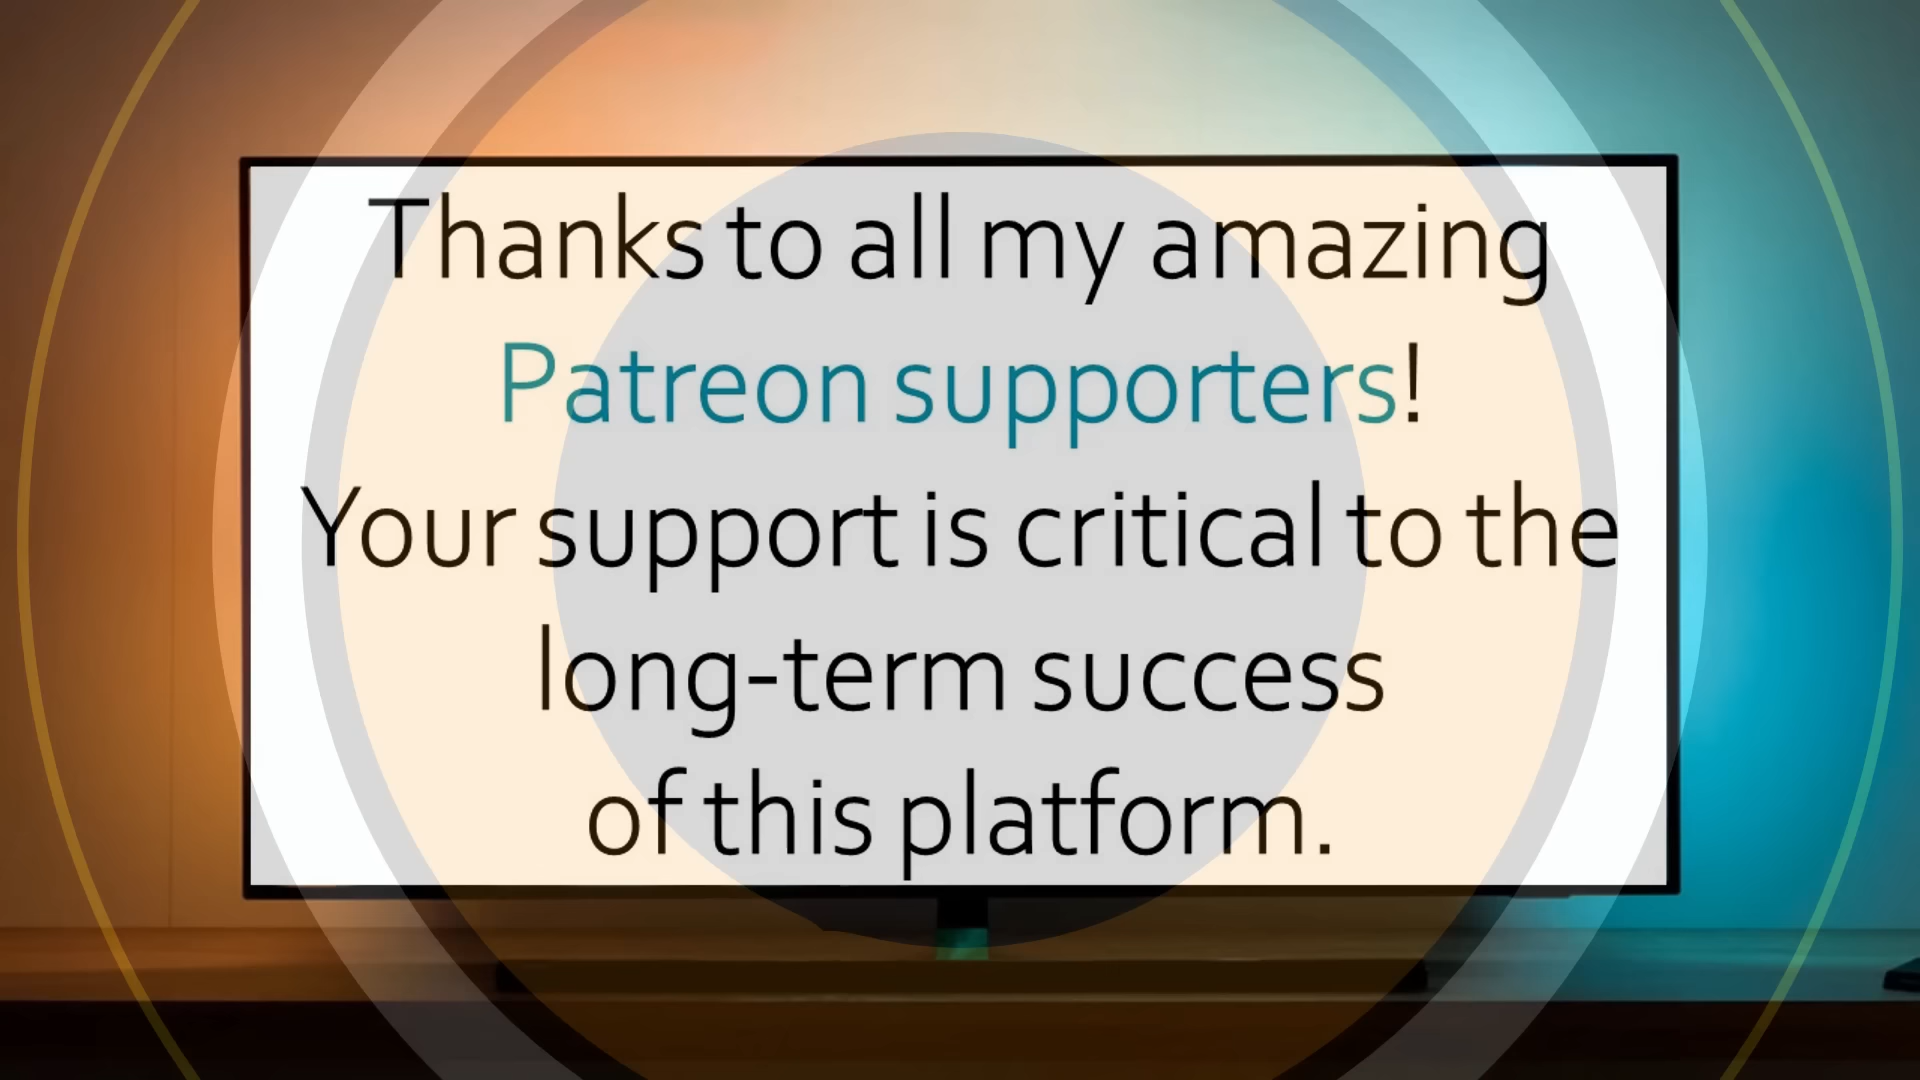 Thanks to all my amazing
Patreon supporters!
Your support is critical to the
long-term success
of this platform.